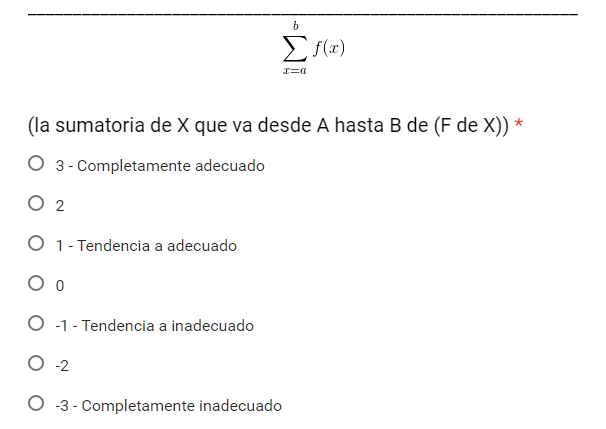 b
∑ f(x)
x=a
(la sumatoria de X que va desde A hasta B de (F de X)) *
3 - Completamente adecuado
2
1 - Tendencia a adecuado
0
-1 - Tendencia a inadecuado
-2
-3 - Completamente inadecuado